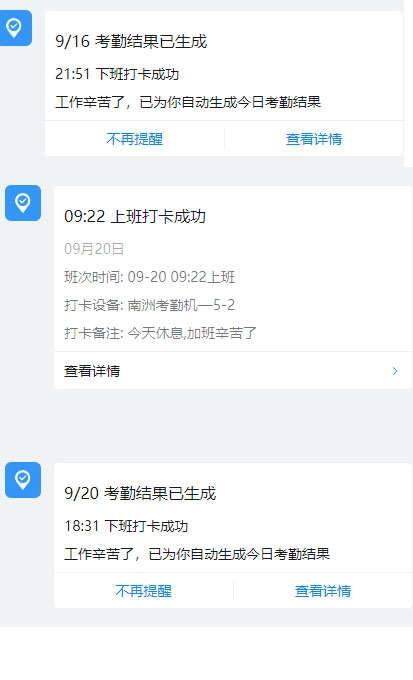 9/16 考勤结果已生成
21:51 下班打卡成功
工作辛苦了，已为你自动生成今日考勤结果
不再提醒 查看详情
09:22 上班打卡成功
09月20日
班次时间: 09-20 09:22上班
打卡设备: 南洲考勤机—5-2
打卡备注: 今天休息,加班辛苦了
查看详情
9/20 考勤结果已生成
18:31 下班打卡成功
工作辛苦了，已为你自动生成今日考勤结果
不再提醒 查看详情